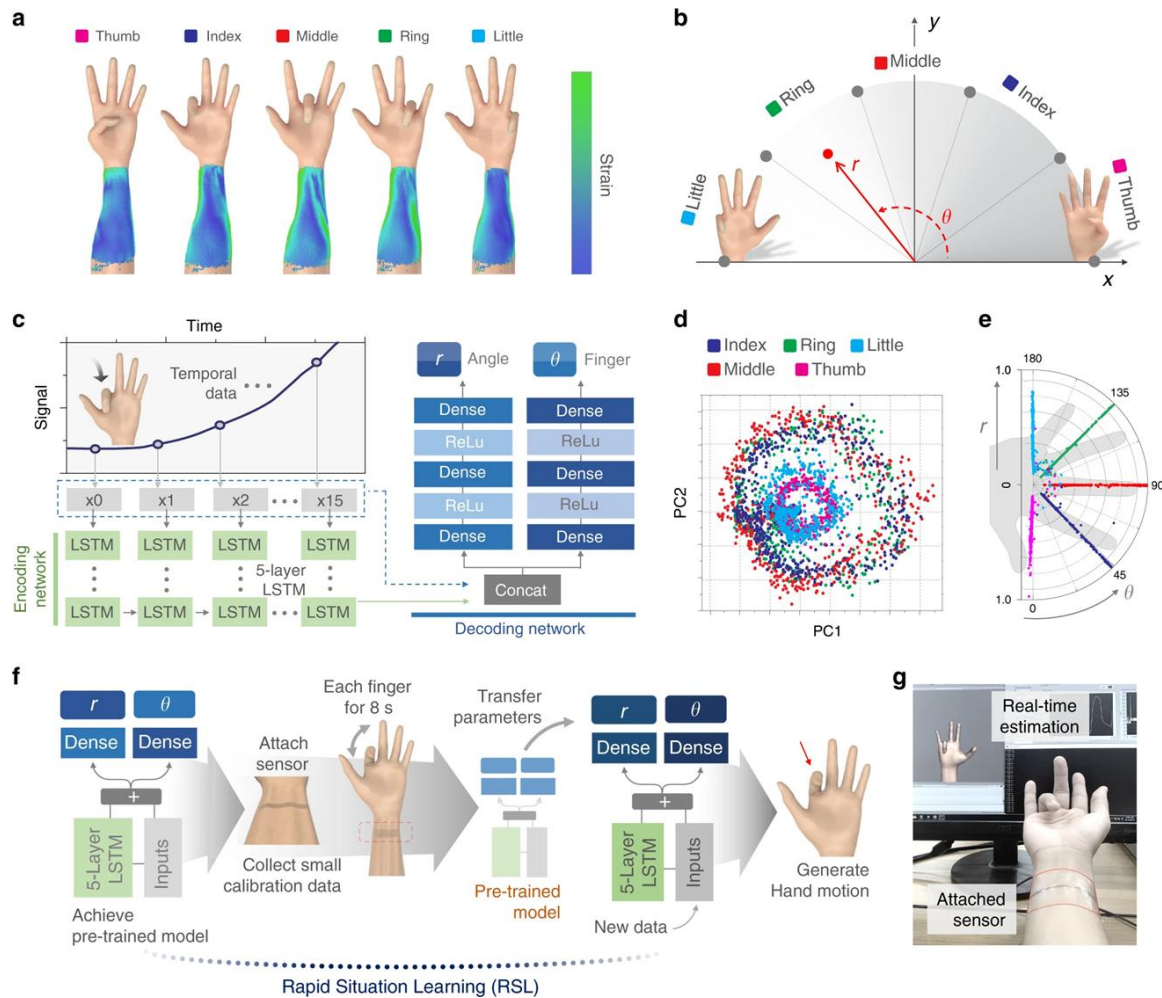 a
Thumb
Index
Middle
Ring
Little
Strain
b
y
Middle
Ring
Index
r
θ
Little
Thumb
x
c
Time
Signal
Temporal
data
x0
x1
x2
x15
LSTM LSTM LSTM LSTM
5-layer
LSTM
LSTM LSTM LSTM LSTM
Encoding
network
r Angle
θ Finger
Dense Dense
ReLu ReLu
Dense Dense
ReLu ReLu
Dense Dense
Concat
Decoding network
d
Index Ring Little
Middle Thumb
PC2
PC1
e
180
1.0
135
r
0
90
45
1.0
0
θ
f
r θ
Dense Dense
+
5-Layer
LSTM
Inputs
Achieve
pre-trained model
Attach
sensor
Collect small
calibration data
Each finger
for 8 s
Transfer
parameters
Pre-trained
model
r θ
Dense Dense
+
5-Layer
LSTM
Inputs
New data
Generate
Hand motion
Rapid Situation Learning (RSL)
g
Real-time
estimation
Attached
sensor